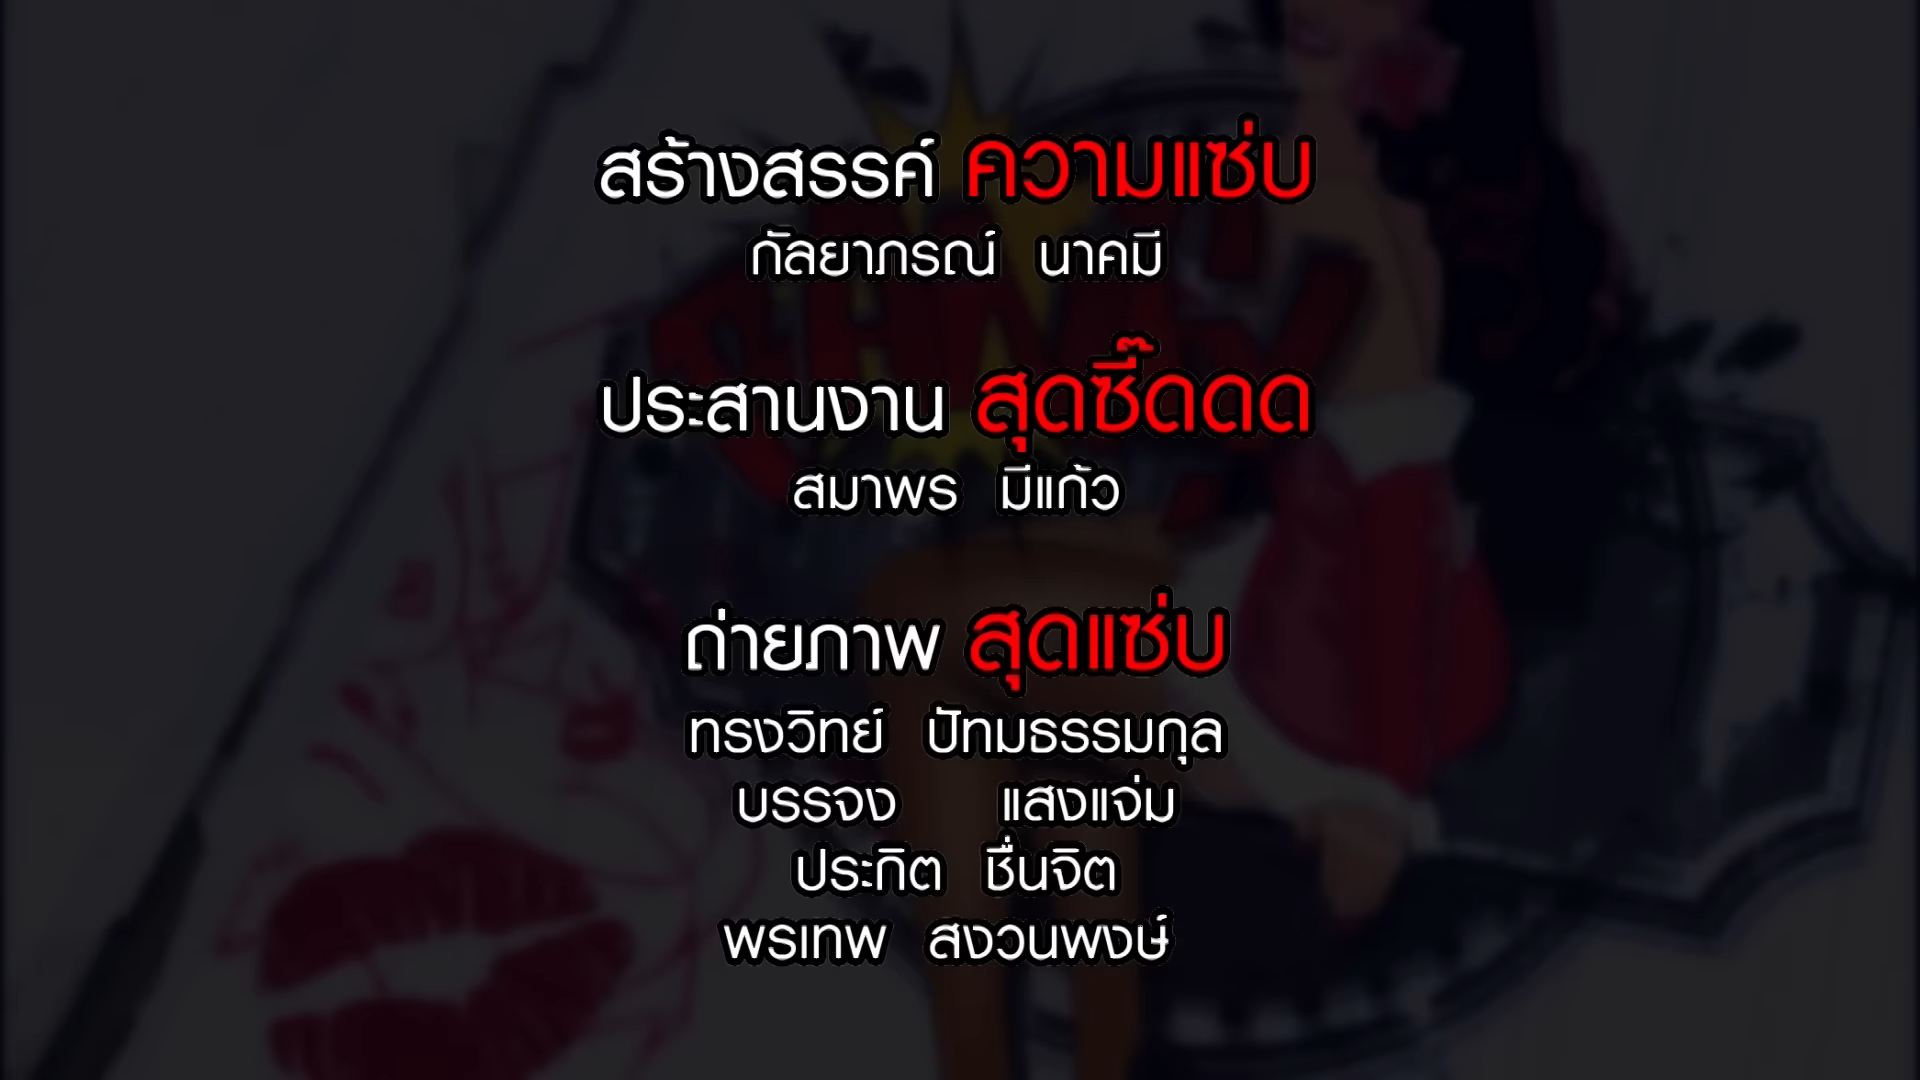 สร้างสรรค์ ความแซ่บ
กัลยาภรณ์ นาคมี
ประสานงาน สุดซี๊ดดด
สมาพร มีแก้ว
ถ่ายภาพ สุดแซ่บ
ทรงวิทย์ ปัทมธรรมกุล
บรรจง แสงแจ่ม
ประกิต ชื่นจิต
พรเทพ สงวนพงษ์